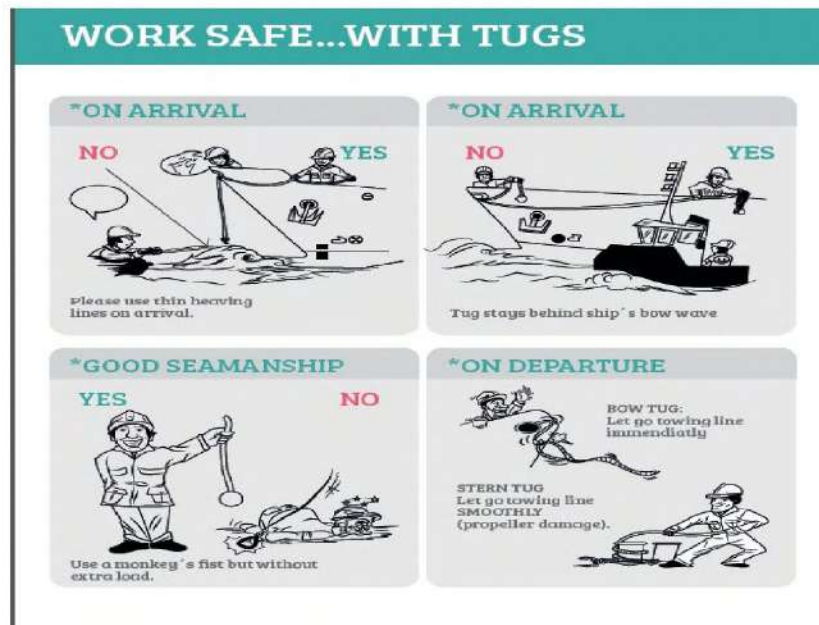 WORK SAFE...WITH TUGS
*ON ARRIVAL
NO
YES
Please use thin heaving
lines on arrival.
*ON ARRIVAL
NO
YES
Tug stays behind ship´s bow wave
*GOOD SEAMANSHIP
YES
NO
Use a monkey´s fist but without
extra load.
*ON DEPARTURE
BOW TUG:
Let go towing line
immendiatly
STERN TUG
Let go towing line
SMOOTHLY
(propeller damage).